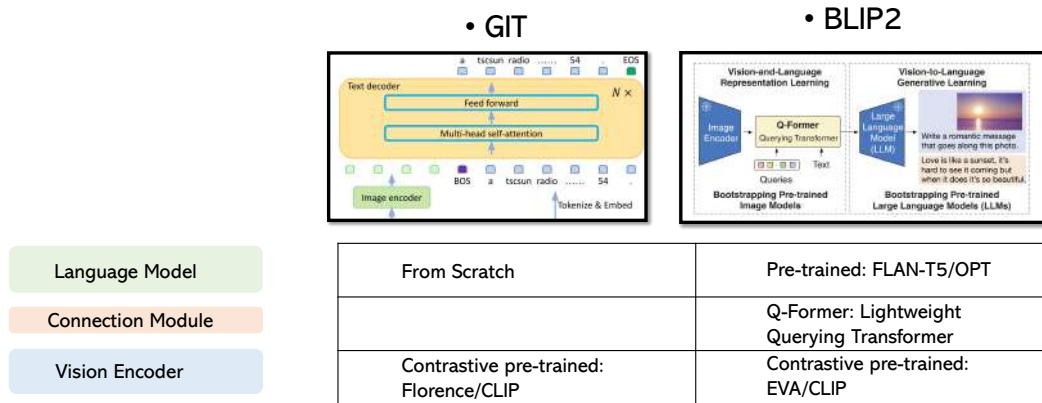 • GIT
• BLIP2
a tscsun radio ...... 54 . EOS
Text decoder
N ×
Feed forward
Multi-head self-attention
BOS a tscsun radio ...... 54 .
Image encoder
Tokenize & Embed
Vision-and-Language
Representation Learning
Vision-to-Language
Generative Learning
Image
Encoder
Q-Former
Querying Transformer
Queries
Text
Bootstrapping Pre-trained
Image Models
Large
Language
Model
(LLM)
Write a romantic message
that goes along this photo.
Love is like a sunset, it's
hard to see it coming but
when it does it's so beautiful.
Bootstrapping Pre-trained
Large Language Models (LLMs)
Language Model
From Scratch
Pre-trained: FLAN-T5/OPT
Connection Module
Q-Former: Lightweight
Querying Transformer
Vision Encoder
Contrastive pre-trained:
Florence/CLIP
Contrastive pre-trained:
EVA/CLIP